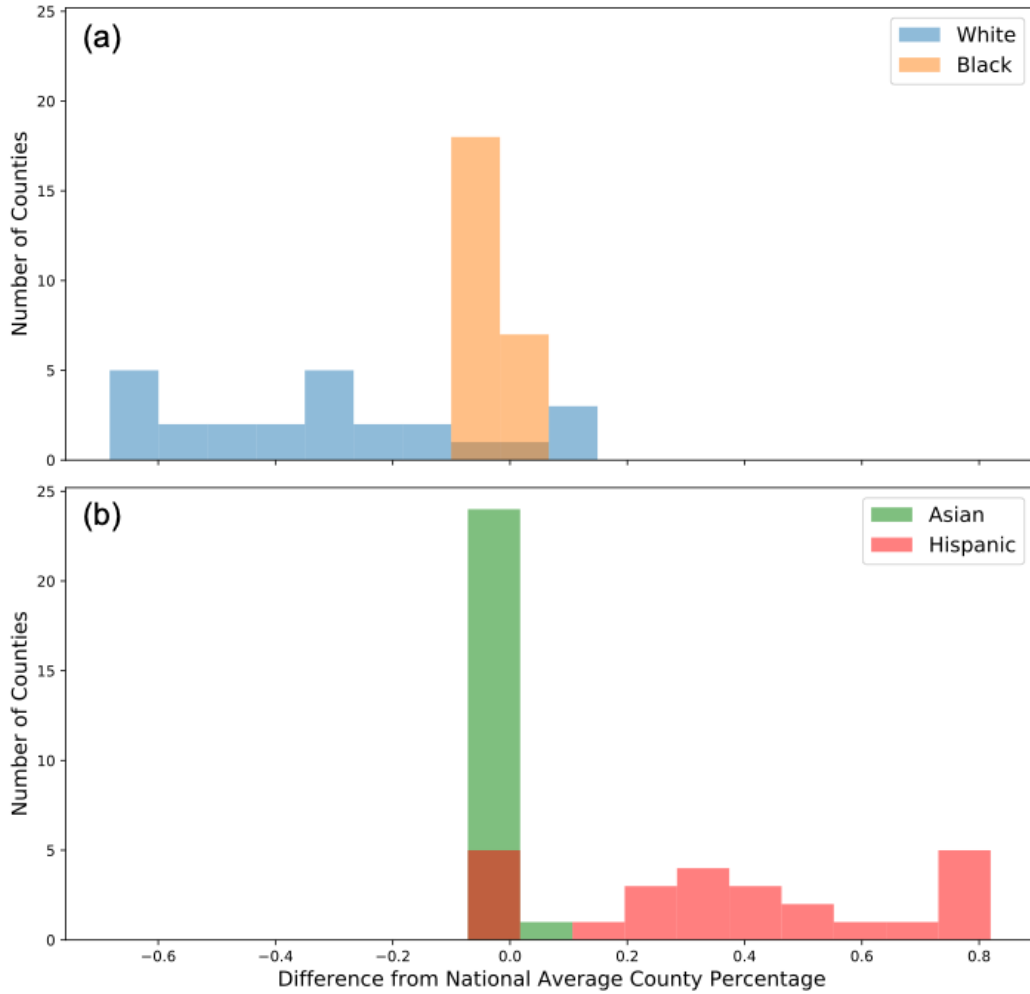 (a)
White
Black
Number of Counties
25
20
15
10
5
0
(b)
Asian
Hispanic
Number of Counties
25
20
15
10
5
0
−0.6
−0.4
−0.2
0.0
0.2
0.4
0.6
0.8
Difference from National Average County Percentage